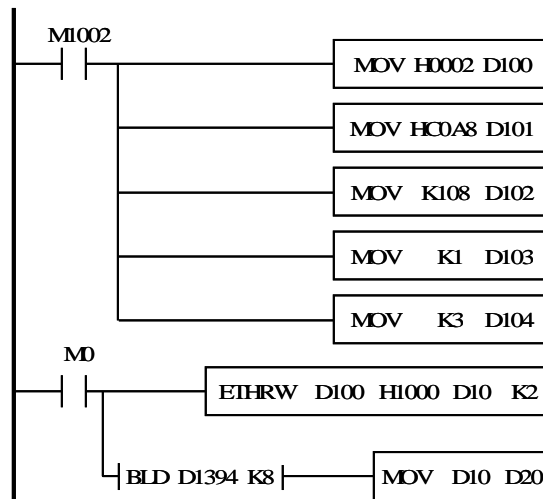 M1002
MOV H0002 D100
MOV HC0A8 D101
MOV K108 D102
MOV K1 D103
MOV K3 D104
M0
ETHRW D100 H1000 D10 K2
BLD D1394 K8
MOV D10 D20